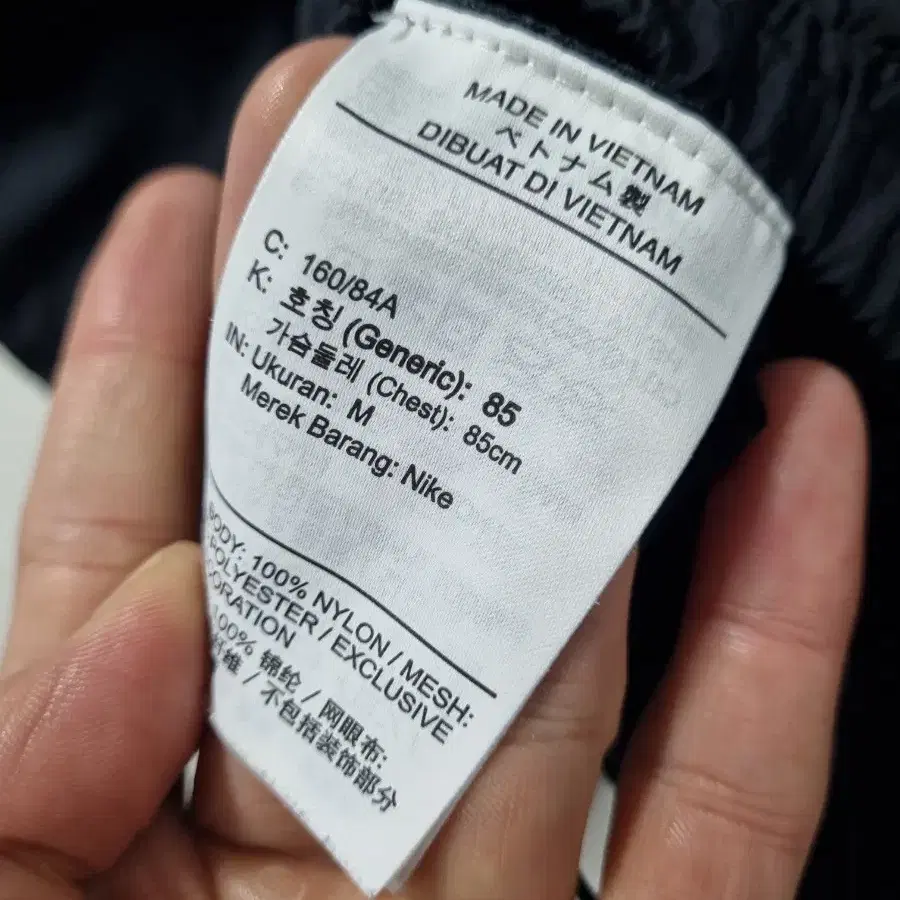 MADE IN VIETNAM
ベトナム製
DIBUAT DI VIETNAM
C: 160/84A
K: 호칭 (Generic): 85
가슴둘레 (Chest): 85cm
IN: Ukuran: M
Merek Barang: Nike
BODY: 100% NYLON / MESH:
POLYESTER / EXCLUSIVE
100% 锦纶 / 网眼布:
纤维 / 不包括装饰部分